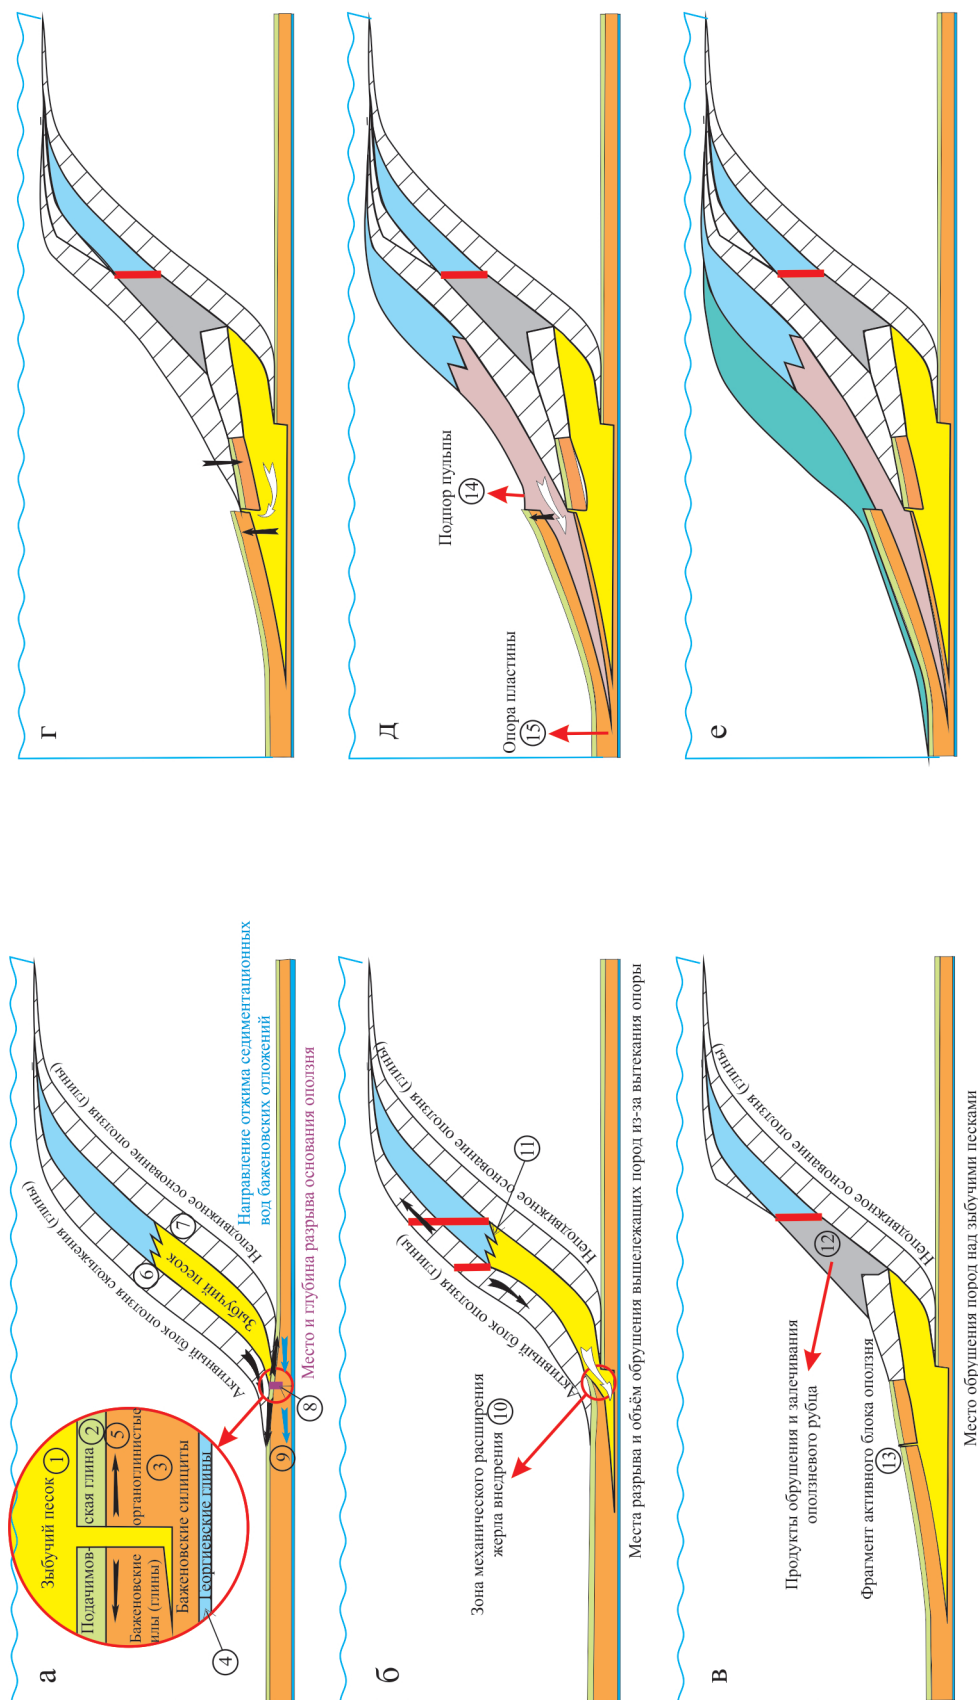 а
Зыбучий песок
1
Подачимов-
ская глина
2
5
Баженовские
илы (глины)
органоглинистые
3
Баженовские силициты
Георгиевские глины
4
Активный блок оползня скольжения (глины)
6
Зыбучий песок
7
Неподвижное основание оползня (глины)
8
9
Направление отжима седиментационных
вод баженовских отложений
Место и глубина разрыва основания оползня
б
Зона механического расширения
жерла внедрения
10
Активный блок оползня (глины)
11
Неподвижное основание оползня (глины)
Места разрыва и объём обрушения вышележащих пород из-за вытекания опоры
в
Продукты обрушения и залечивания
оползневого рубца
12
Фрагмент активного блока оползня
13
Неподвижное основание оползня (глины)
Место обрушения пород над зыбучими песками
г
д
Подпор пульпы
14
Опора пластины
15
е